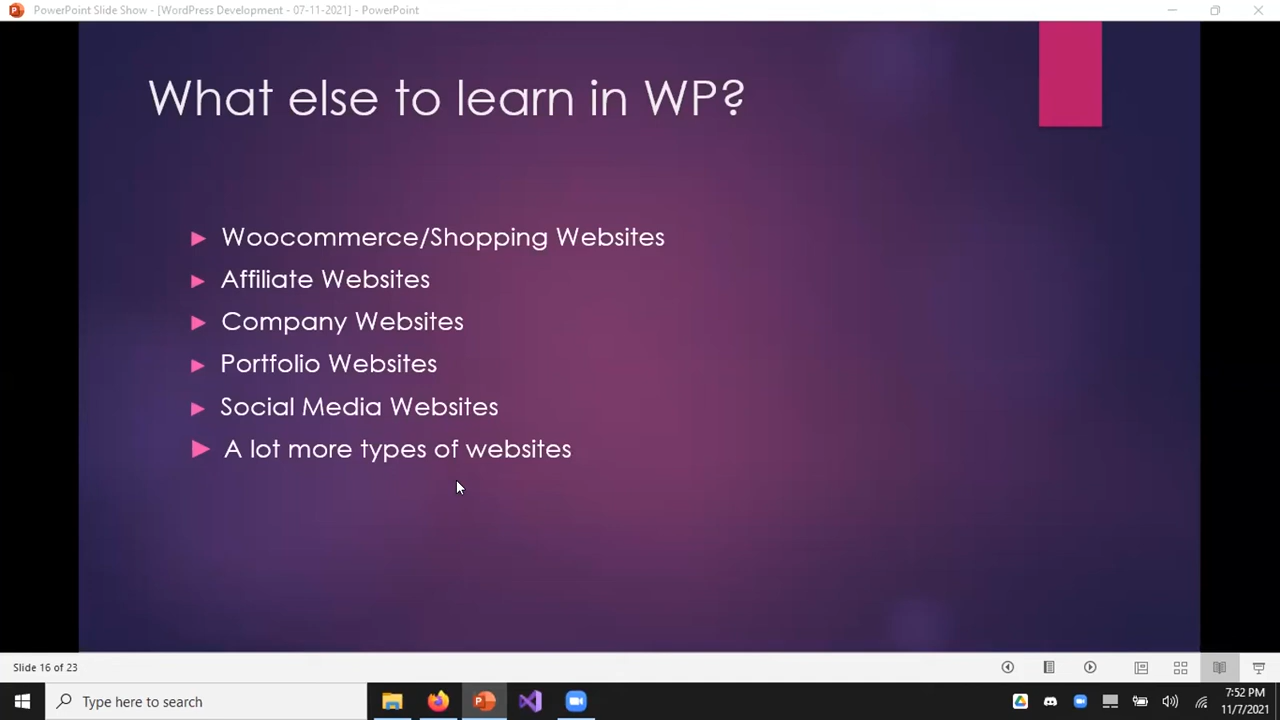 PowerPoint Slide Show - [WordPress Development - 07-11-2021] - PowerPoint
What else to learn in WP?
Woocommerce/Shopping Websites
Affiliate Websites
Company Websites
Portfolio Websites
Social Media Websites
A lot more types of websites
Slide 16 of 23
Type here to search
7:52 PM
11/7/2021